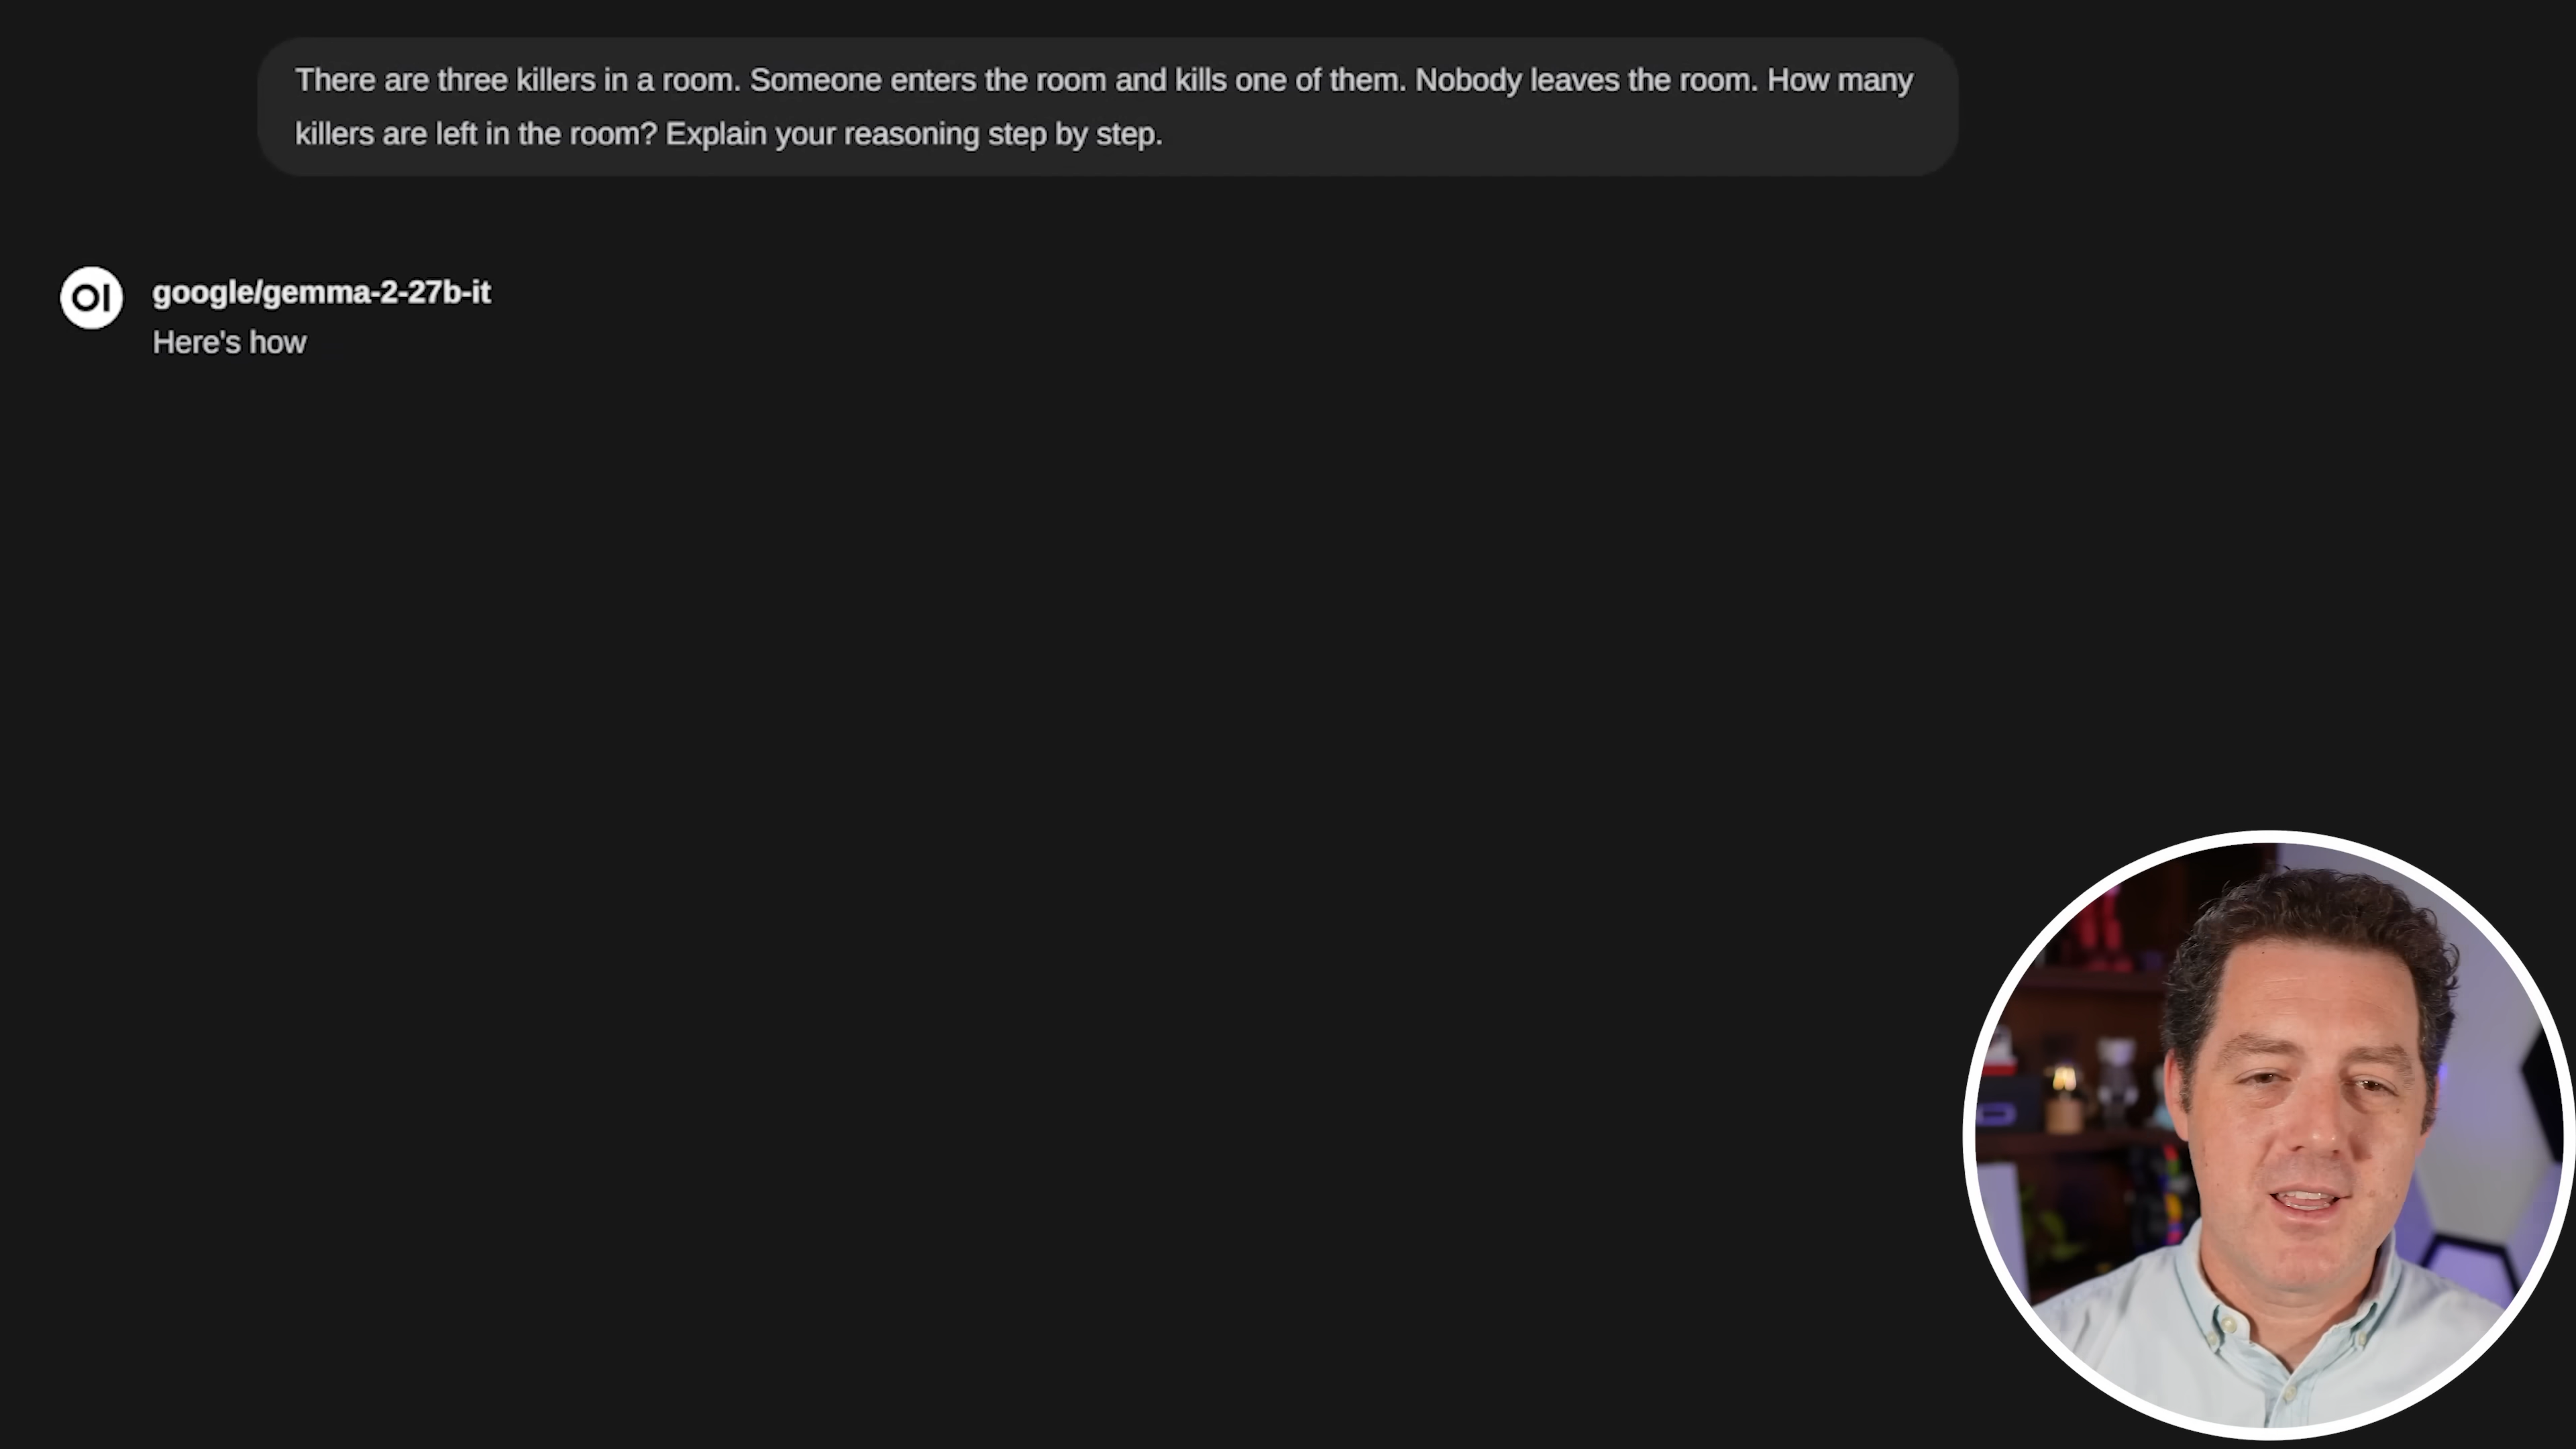 There are three killers in a room. Someone enters the room and kills one of them. Nobody leaves the room. How many
killers are left in the room? Explain your reasoning step by step.
OI
google/gemma-2-27b-it
Here's how